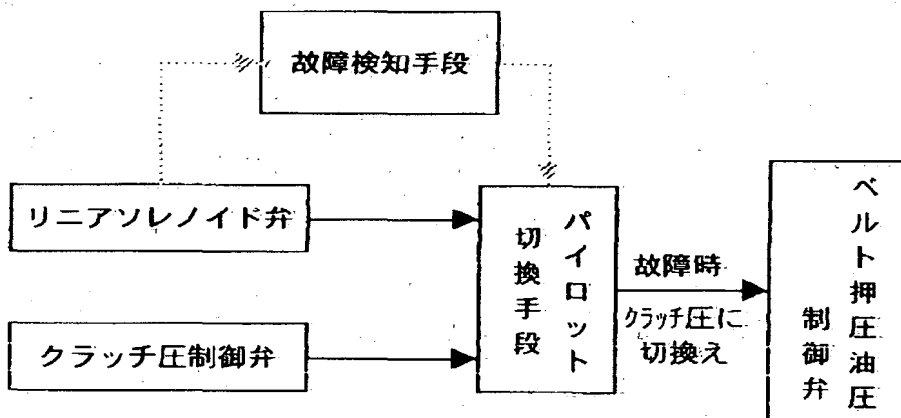 故障検知手段
リニアソレノイド弁
クラッチ圧制御弁
パイロット
切換手段
故障時
クラッチ圧に
切換え
ベルト押圧油圧
制御弁